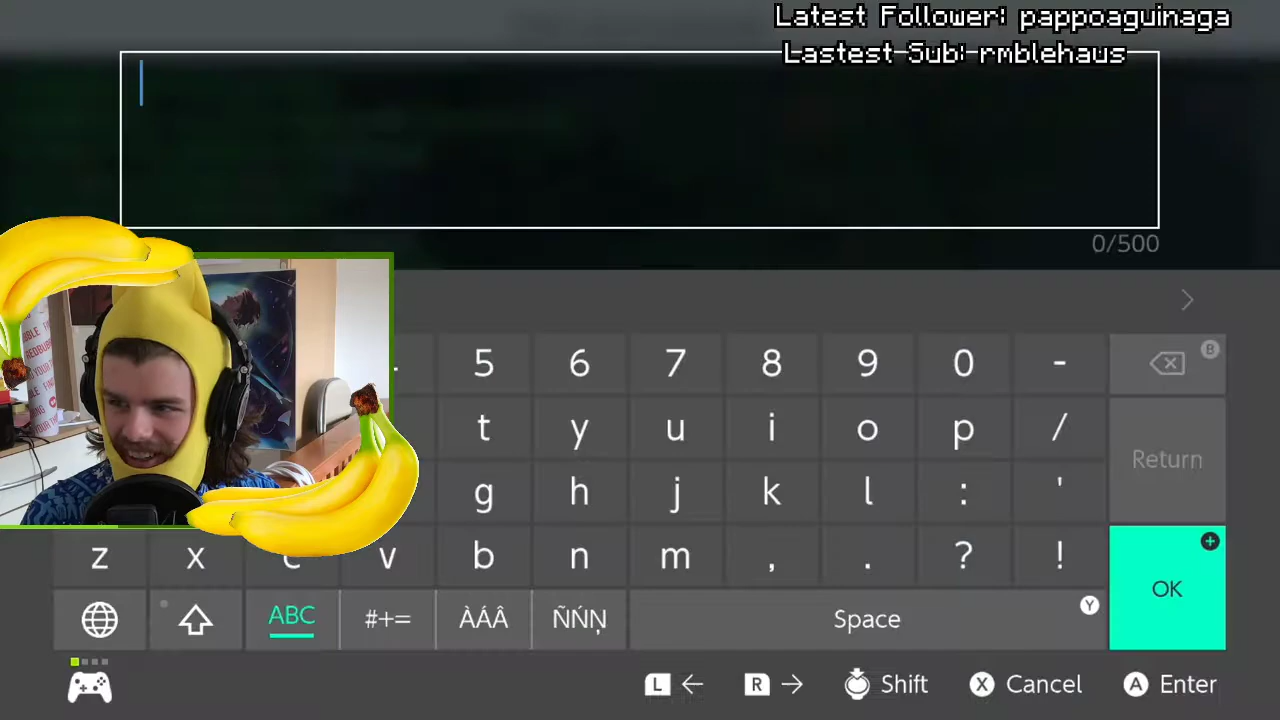 Latest Follower: pappoaguinaga
Lastest Sub: rmblehaus
0/500
5 6 7 8 9 0 - B
t y u i o p / Return
g h j k l : '
z x c v b n m , . ? ! OK
ABC #+= ÀÁÂ ÑŃŅ Space Y
L ← R → Shift X Cancel A Enter